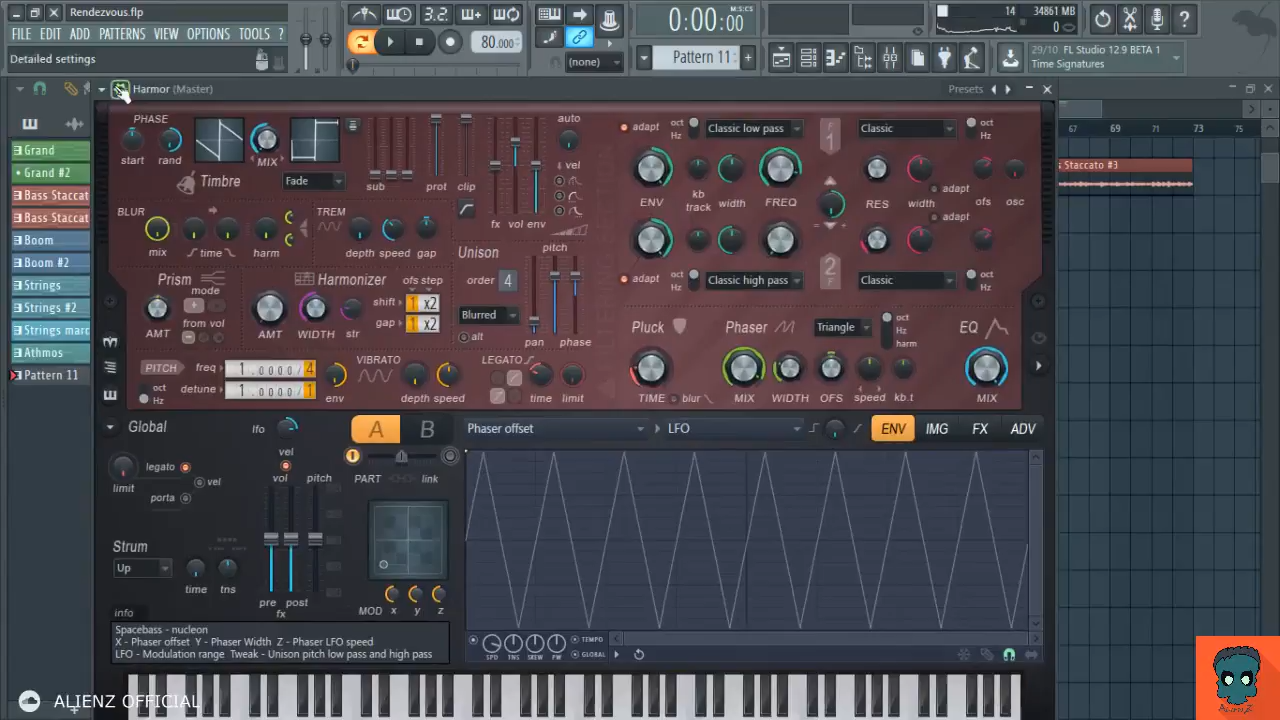 Rendezvous.flp
FILE EDIT ADD PATTERNS VIEW OPTIONS TOOLS ?
Detailed settings
3.2
80.000
0:00:00
M:S:CS
14
34861 MB
0
(none)
Pattern 11
29/10 FL Studio 12.9 BETA 1
Time Signatures
Harmor (Master)
Presets
67 69 71 73 75
s Staccato #3
Grand
Grand #2
Bass Staccat
Bass Staccat
Boom
Boom #2
Strings
Strings #2
Strings marc
Athmos
Pattern 11
PHASE
start rand
MIX
Timbre
Fade
sub prot clip
auto
vel
fx vol env
BLUR
mix time harm
TREM
depth speed gap
Unison
pitch
order 4
Blurred
alt
pan phase
Prism
mode
AMT
from vol
Harmonizer
ofs step
AMT WIDTH str
shift 1 x2
gap 1 x2
PITCH
freq 1.0000/4
detune 1.0000/1
oct
Hz
env
VIBRATO
depth speed
LEGATO
time limit
adapt oct Hz Classic low pass
1
Classic oct Hz
ENV kb track width FREQ
RES width adapt ofs osc
adapt
adapt oct Hz Classic high pass
2
F
Classic oct Hz
Pluck
Phaser
Triangle
oct
Hz
harm
EQ
TIME blur MIX WIDTH OFS speed kb.t MIX
Global
lfo
A B
Phaser offset
LFO
ENV IMG FX ADV
limit
legato
vel
porta
vel
vol pitch
PART link
Strum
Up
time tns
pre post
fx
MOD x y z
info
Spacebass - nucleon
X - Phaser offset Y - Phaser Width Z - Phaser LFO speed
LFO - Modulation range Tweak - Unison pitch low pass and high pass
SPD TNS SKEW PW
TEMPO
GLOBAL
ALIENZ OFFICIAL
AlienZ